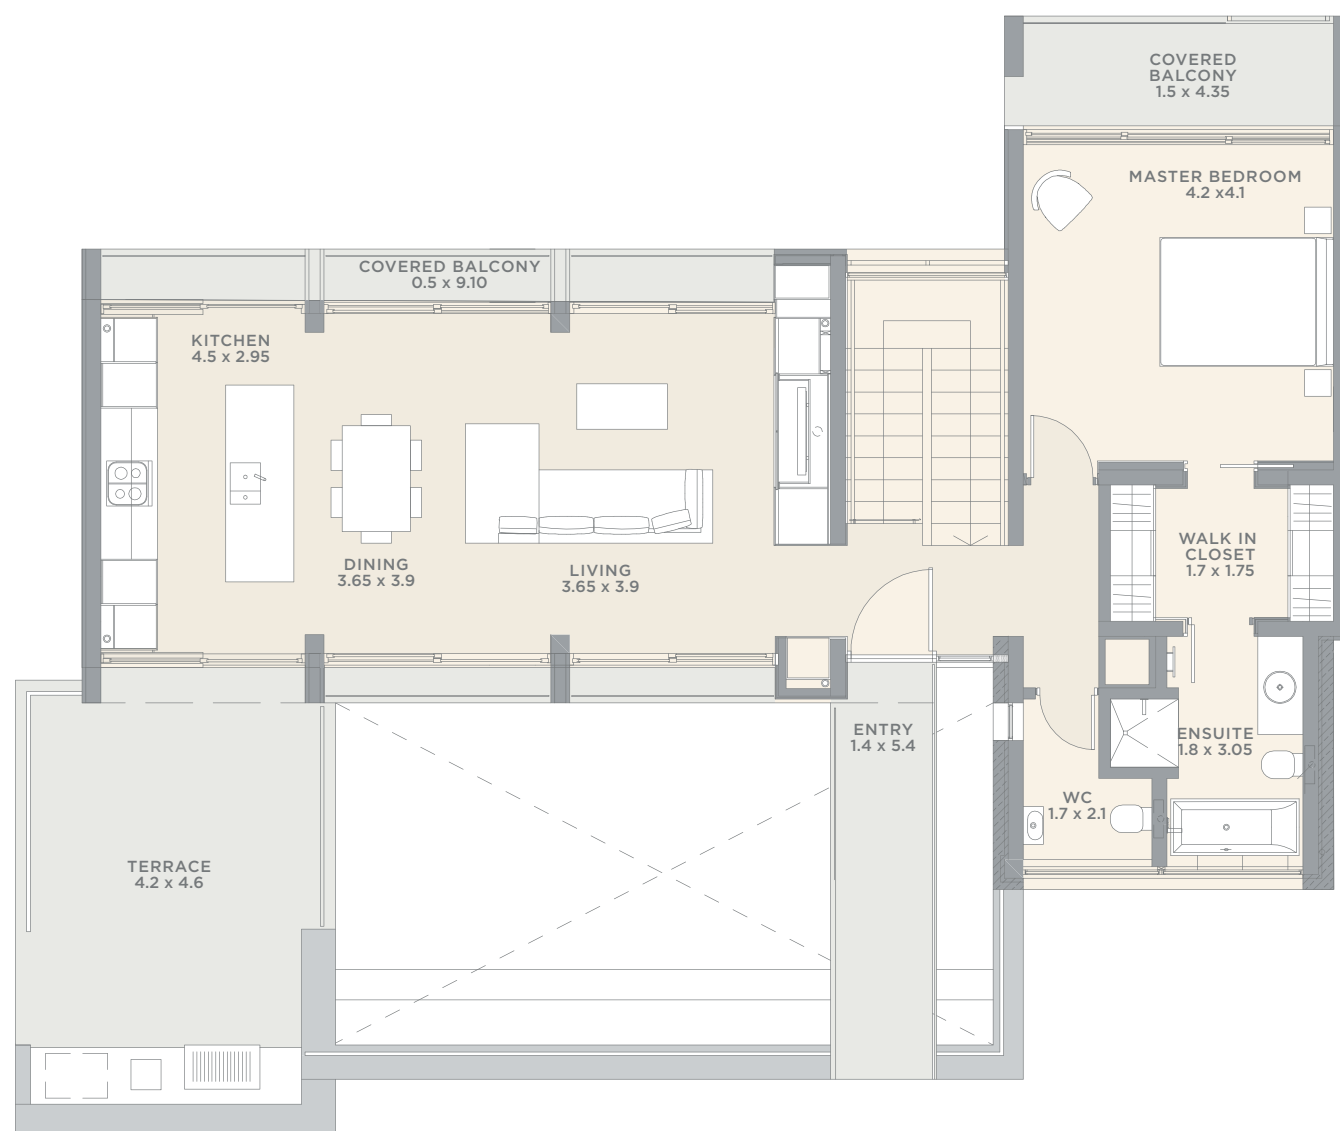 COVERED
BALCONY
1.5 x 4.35
MASTER BEDROOM
4.2 x4.1
COVERED BALCONY
0.5 x 9.10
KITCHEN
4.5 x 2.95
DINING
3.65 x 3.9
LIVING
3.65 x 3.9
WALK IN
CLOSET
1.7 x 1.75
ENTRY
1.4 x 5.4
ENSUITE
1.8 x 3.05
WC
1.7 x 2.1
TERRACE
4.2 x 4.6